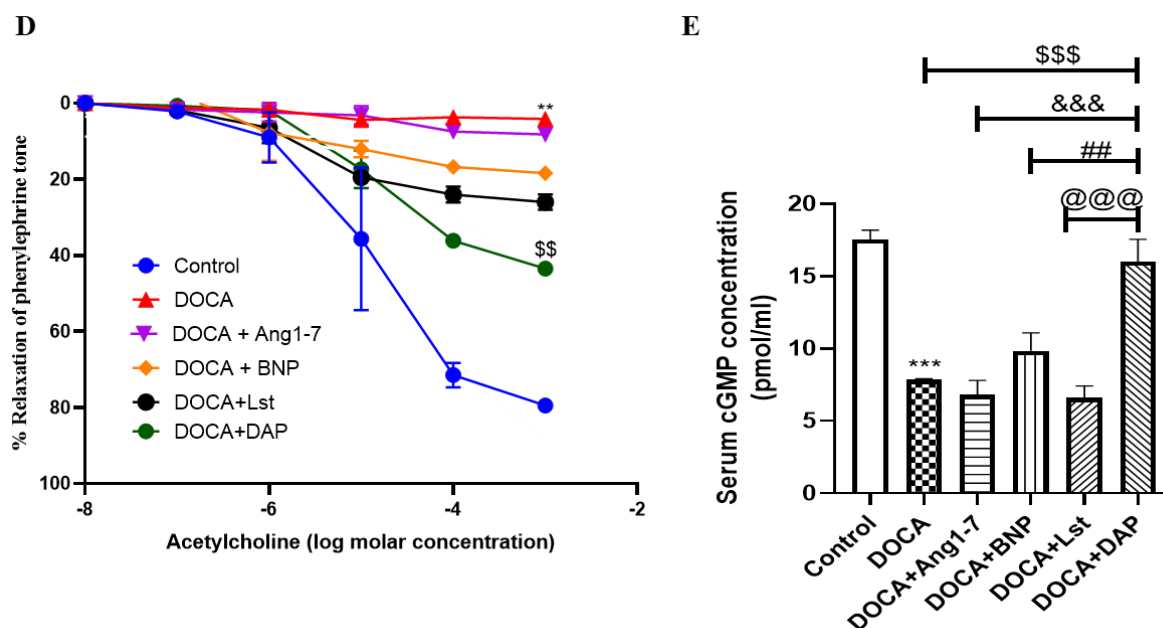 D
% Relaxation of phenylephrine tone
0
20
40
60
80
100
**
$$
Control
DOCA
DOCA + Ang1-7
DOCA + BNP
DOCA+Lst
DOCA+DAP
-8
-6
-4
-2
Acetylcholine (log molar concentration)
E
$$$
&&&
##
@@@
Serum cGMP concentration
(pmol/ml)
20
15
10
5
0
***
Control
DOCA
DOCA+Ang1-7
DOCA+BNP
DOCA+Lst
DOCA+DAP